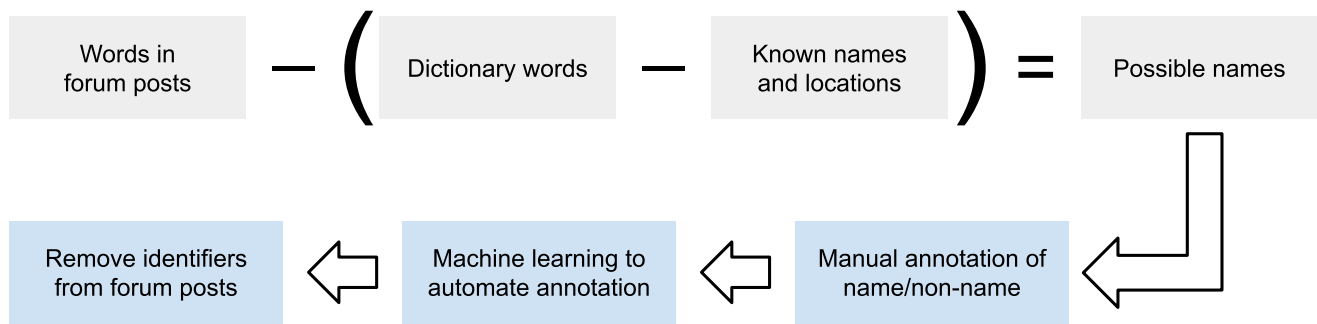 Words in
forum posts
— ( Dictionary words — Known names
and locations ) = Possible names
Manual annotation of
name/non-name
Machine learning to
automate annotation
Remove identifiers
from forum posts